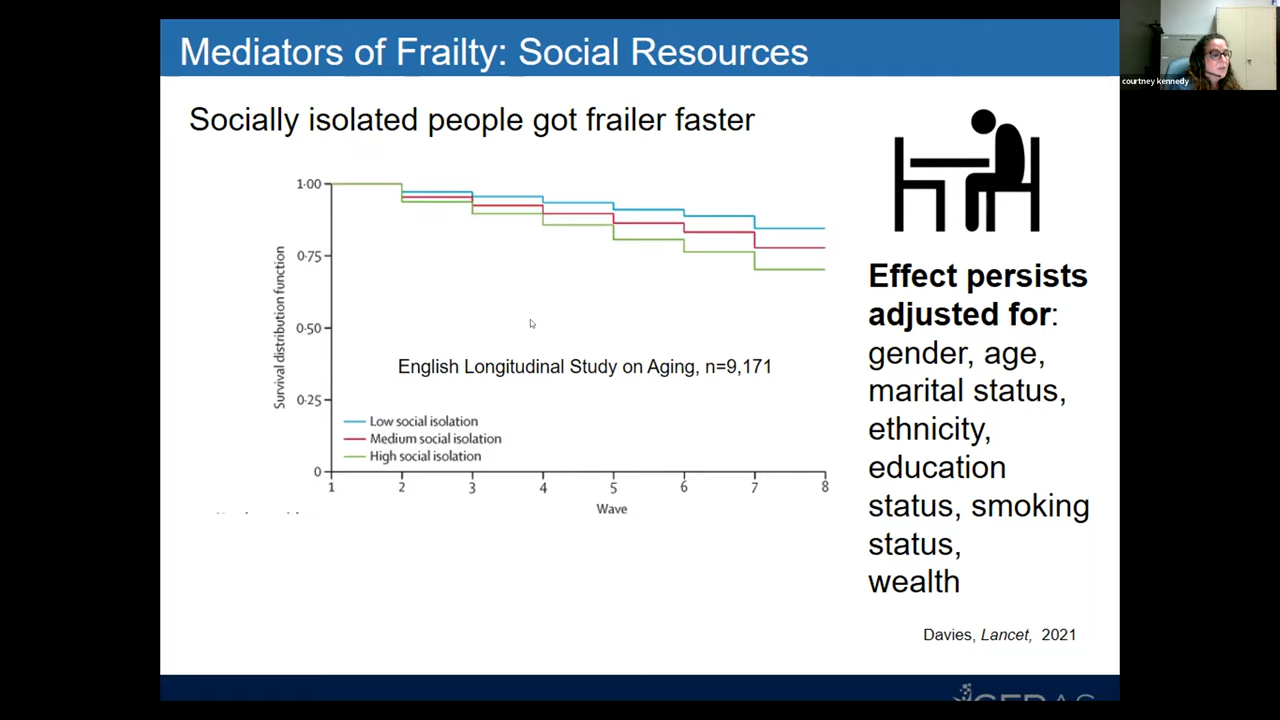 Mediators of Frailty: Social Resources
courtney kennedy
Socially isolated people got frailer faster
1·00
0·75
0·50
0·25
0
Survival distribution function
English Longitudinal Study on Aging, n=9,171
Low social isolation
Medium social isolation
High social isolation
1 2 3 4 5 6 7 8
Wave
Effect persists
adjusted for:
gender, age,
marital status,
ethnicity,
education
status, smoking
status,
wealth
Davies, Lancet, 2021